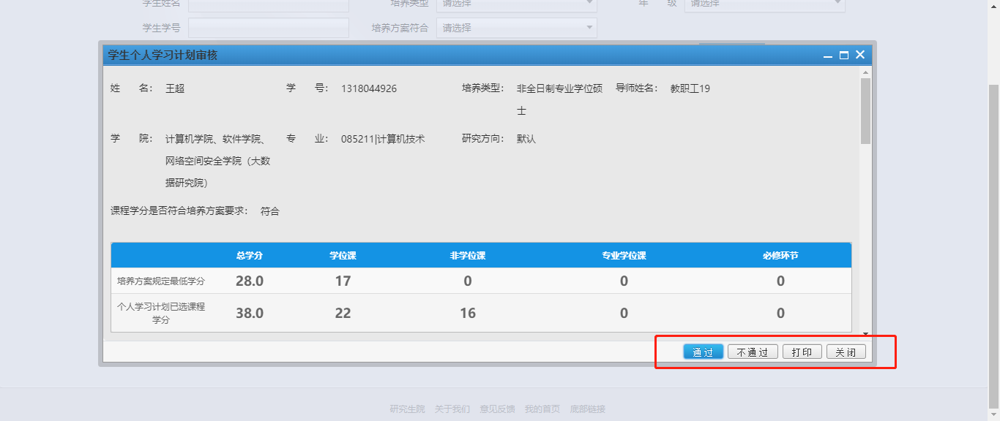 学生姓名 培养类型 请选择 年 级 请选择
学生学号 培养方案符合 请选择
学生个人学习计划审核
姓 名： 王超 学 号： 1318044926 培养类型： 非全日制专业学位硕 导师姓名： 教职工19
士
学 院： 计算机学院、软件学院、 专 业： 085211|计算机技术 研究方向： 默认
网络空间安全学院（大数
据研究院）
课程学分是否符合培养方案要求： 符合
总学分 学位课 非学位课 专业学位课 必修环节
培养方案规定最低学分 28.0 17 0 0 0
个人学习计划已选课程 38.0 22 16 0 0
学分
通过 不通过 打印 关闭
研究生院 关于我们 意见反馈 我的首页 底部链接